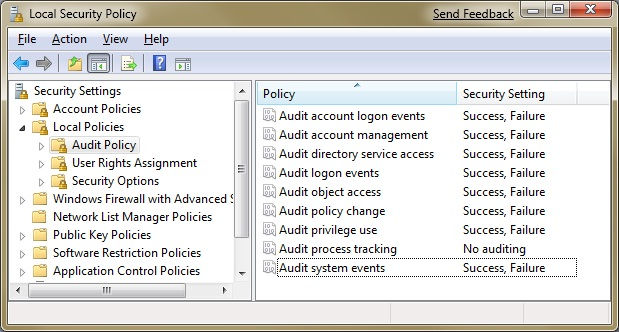 Local Security Policy Send Feedback
File Action View Help
Policy Security Setting
Security Settings
Account Policies
Local Policies
Audit Policy
User Rights Assignment
Security Options
Windows Firewall with Advanced S
Network List Manager Policies
Public Key Policies
Software Restriction Policies
Application Control Policies
Audit account logon events Success, Failure
Audit account management Success, Failure
Audit directory service access Success, Failure
Audit logon events Success, Failure
Audit object access Success, Failure
Audit policy change Success, Failure
Audit privilege use Success, Failure
Audit process tracking No auditing
Audit system events Success, Failure